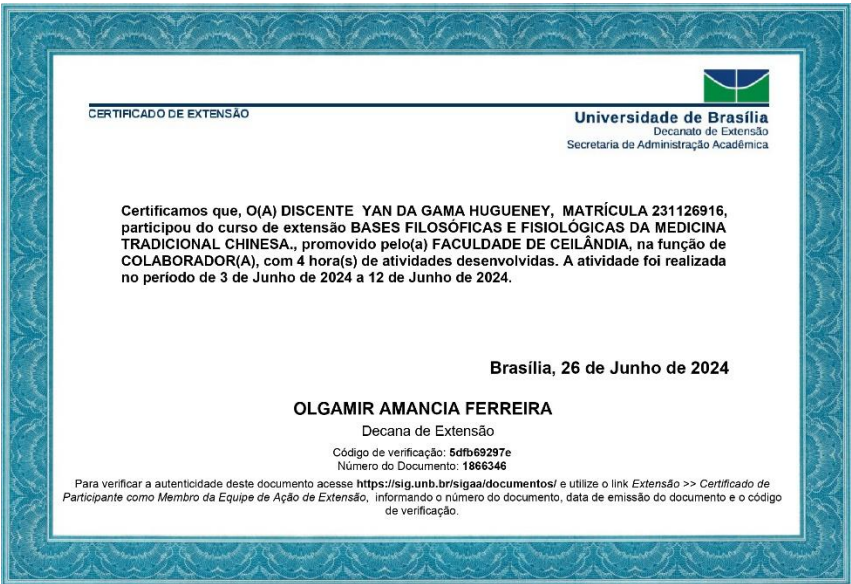 CERTIFICADO DE EXTENSÃO
Universidade de Brasília
Decanato de Extensão
Secretaria de Administração Acadêmica
Certificamos que, O(A) DISCENTE YAN DA GAMA HUGUENEY, MATRÍCULA 231126916,
participou do curso de extensão BASES FILOSÓFICAS E FISIOLÓGICAS DA MEDICINA
TRADICIONAL CHINESA., promovido pelo(a) FACULDADE DE CEILÂNDIA, na função de
COLABORADOR(A), com 4 hora(s) de atividades desenvolvidas. A atividade foi realizada
no período de 3 de Junho de 2024 a 12 de Junho de 2024.
Brasília, 26 de Junho de 2024
OLGAMIR AMANCIA FERREIRA
Decana de Extensão
Código de verificação: 5dfb69297e
Número do Documento: 1866346
Para verificar a autenticidade deste documento acesse https://sig.unb.br/sigaa/documentos/ e utilize o link Extensão >> Certificado de
Participante como Membro da Equipe de Ação de Extensão, informando o número do documento, data de emissão do documento e o código
de verificação.